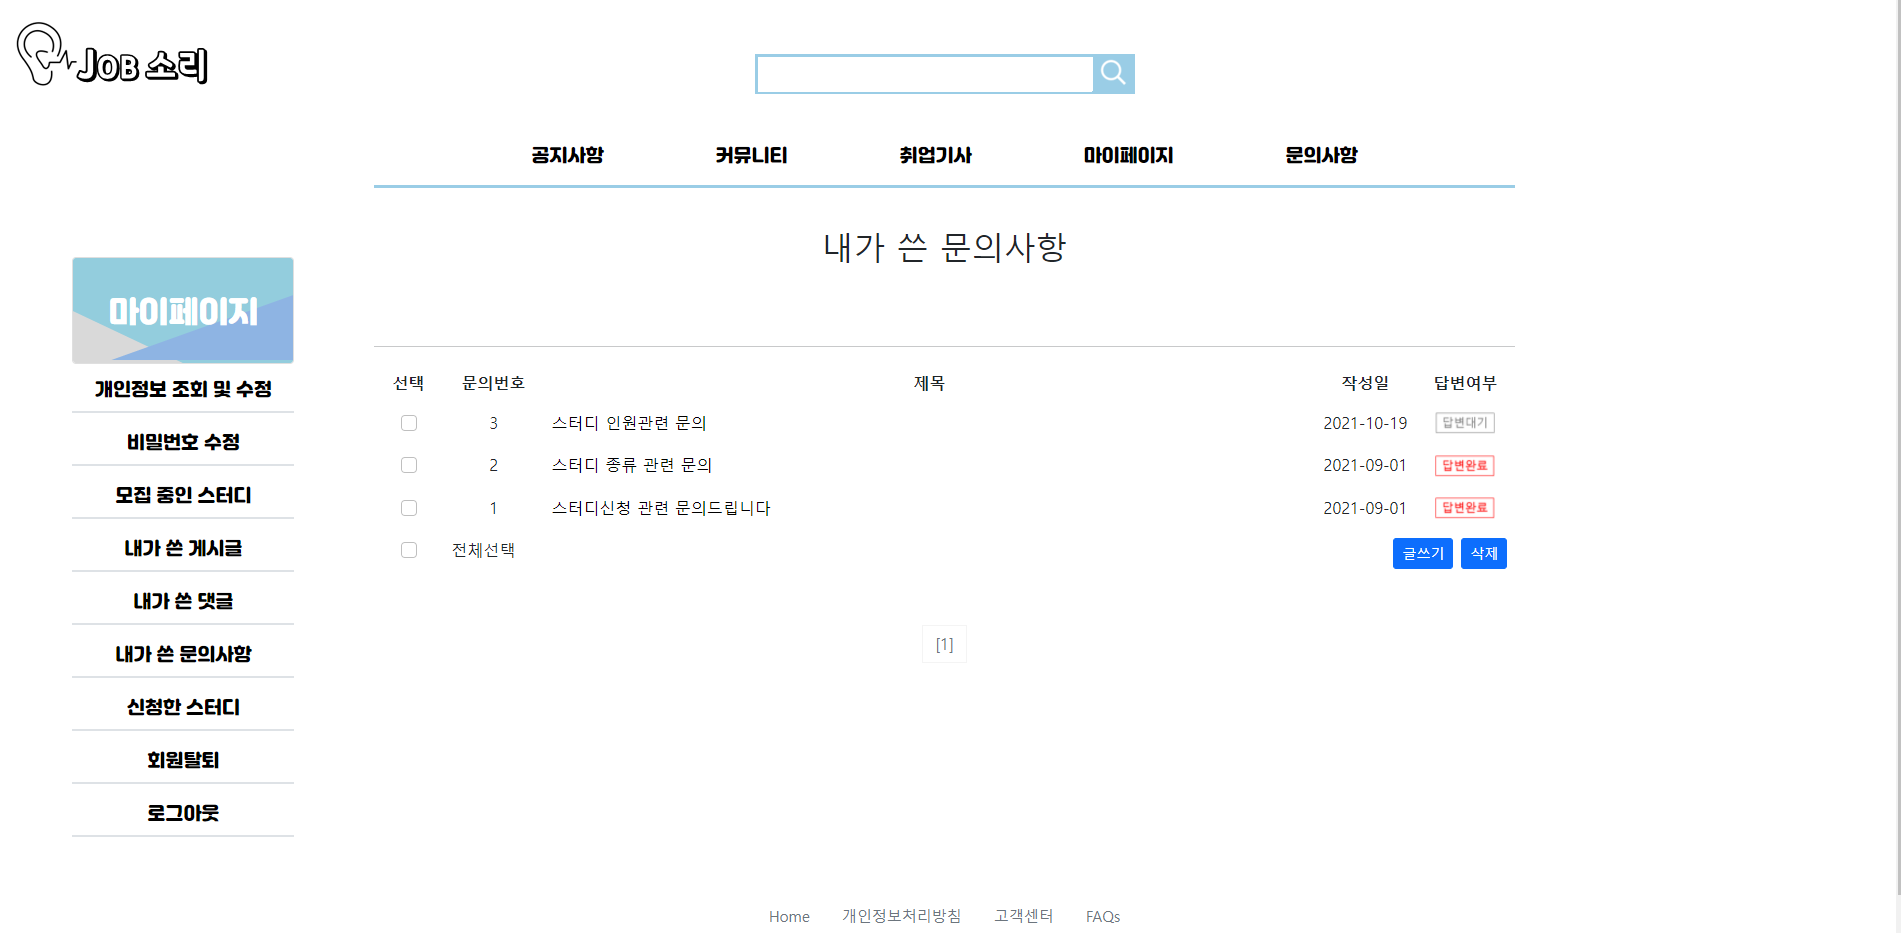 JOB 소리
공지사항 커뮤니티 취업기사 마이페이지 문의사항
내가 쓴 문의사항
마이페이지
개인정보 조회 및 수정
비밀번호 수정
모집 중인 스터디
내가 쓴 게시글
내가 쓴 댓글
내가 쓴 문의사항
신청한 스터디
회원탈퇴
로그아웃
선택 문의번호 제목 작성일 답변여부
3 스터디 인원관련 문의 2021-10-19 답변대기
2 스터디 종류 관련 문의 2021-09-01 답변완료
1 스터디신청 관련 문의드립니다 2021-09-01 답변완료
전체선택 글쓰기 삭제
[1]
Home 개인정보처리방침 고객센터 FAQs